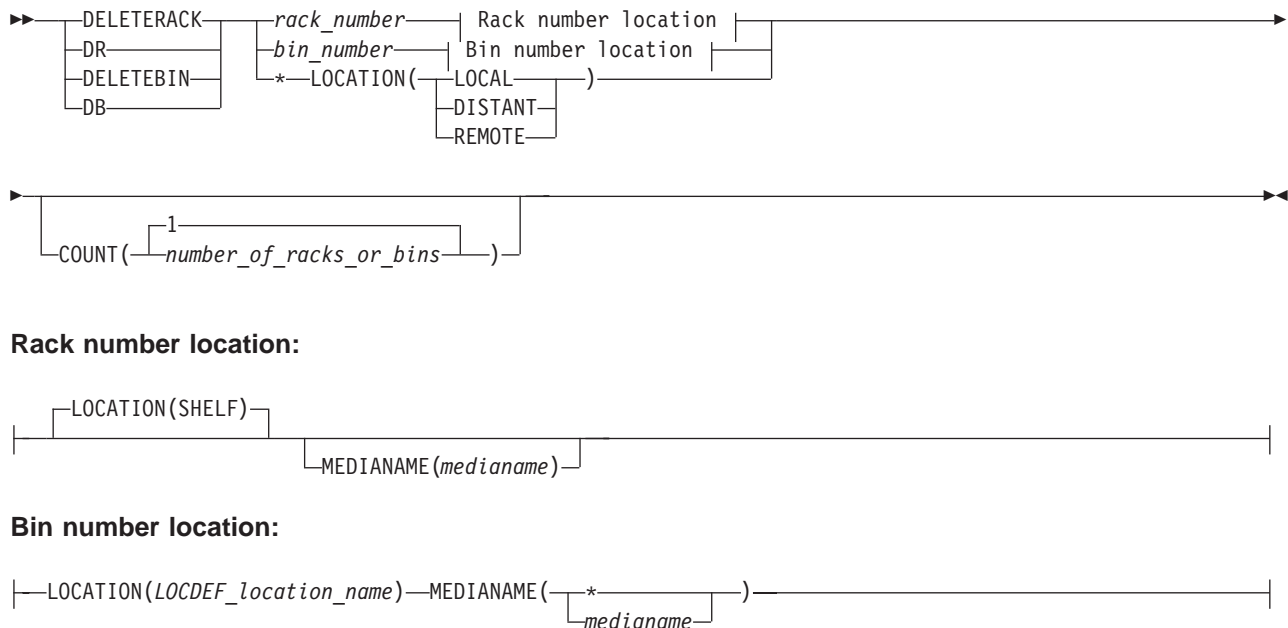 DELETERACK rack_number Rack number location
DR bin_number Bin number location
DELETEBIN * LOCATION( LOCAL )
DB DISTANT
REMOTE
1
COUNT( number_of_racks_or_bins )
Rack number location:
LOCATION(SHELF)
MEDIANAME(medianame)
Bin number location:
LOCATION(LOCDEF_location_name) MEDIANAME( * )
medianame